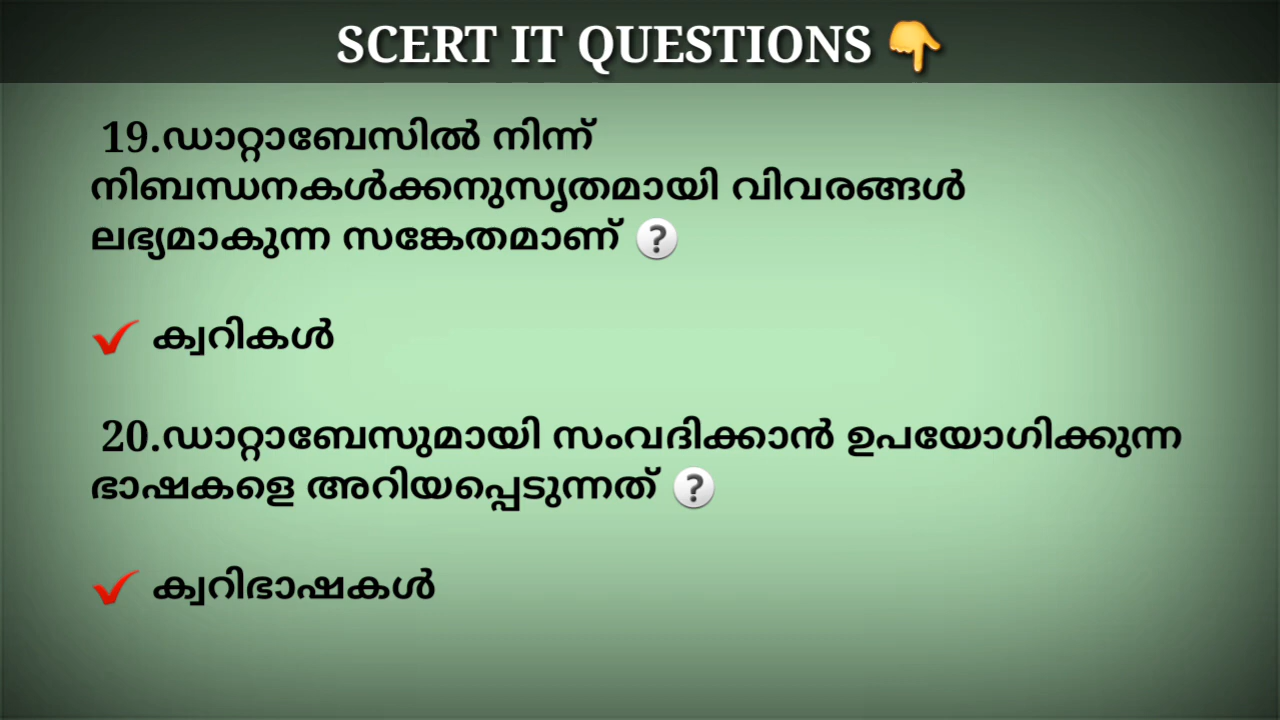 SCERT IT QUESTIONS 👇
19.ഡാറ്റാബേസിൽ നിന്ന്
നിബന്ധനകൾക്കനുസൃതമായി വിവരങ്ങൾ
ലഭ്യമാകുന്ന സങ്കേതമാണ് ❔
✔ ക്വറികൾ
20.ഡാറ്റാബേസുമായി സംവദിക്കാൻ ഉപയോഗിക്കുന്ന
ഭാഷകളെ അറിയപ്പെടുന്നത് ❔
✔ ക്വറിഭാഷകൾ